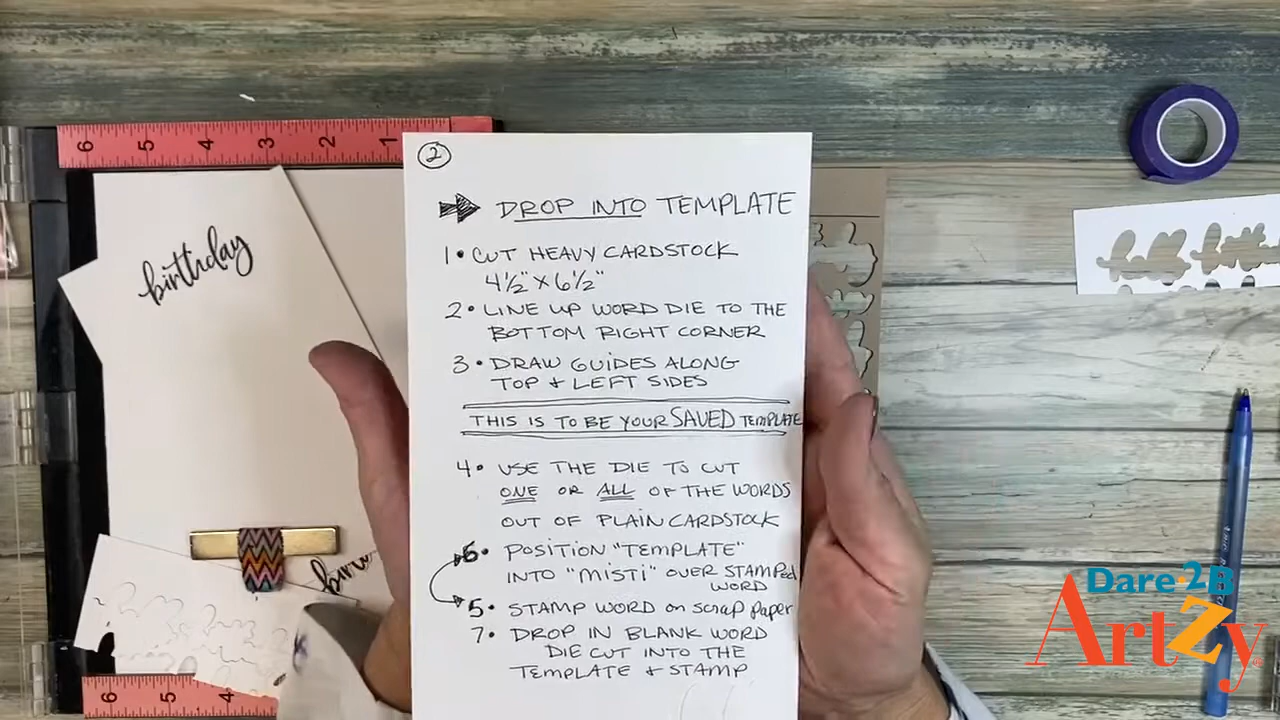 6 5 4 3 2 1
birthday
②
DROP INTO TEMPLATE
1• CUT HEAVY CARDSTOCK
4½" X 6½"
2• LINE UP WORD DIE TO THE
BOTTOM RIGHT CORNER
3• DRAW GUIDES ALONG
TOP + LEFT SIDES
THIS IS TO BE YOUR SAVED TEMPLATE
4• USE THE DIE TO CUT
ONE OR ALL OF THE WORDS
OUT OF PLAIN CARDSTOCK
6• POSITION "TEMPLATE"
INTO "MISTI" OVER STAMPED
WORD
5• STAMP WORD on scrap paper
7• DROP IN BLANK WORD
DIE CUT INTO THE
TEMPLATE + STAMP
6 5 4
Dare 2B
ArtZy